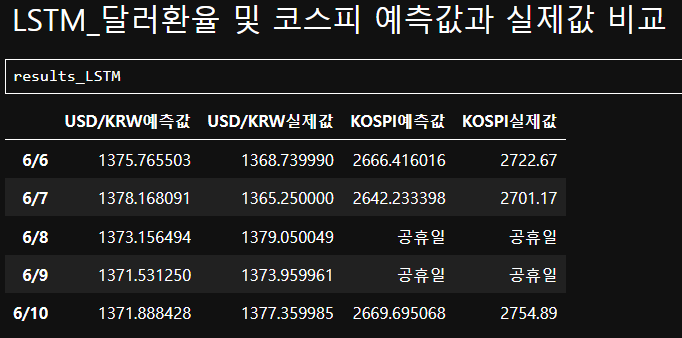 LSTM_달러환율 및 코스피 예측값과 실제값 비교
results_LSTM
USD/KRW예측값 USD/KRW실제값 KOSPI예측값 KOSPI실제값
6/6 1375.765503 1368.739990 2666.416016 2722.67
6/7 1378.168091 1365.250000 2642.233398 2701.17
6/8 1373.156494 1379.050049 공휴일 공휴일
6/9 1371.531250 1373.959961 공휴일 공휴일
6/10 1371.888428 1377.359985 2669.695068 2754.89